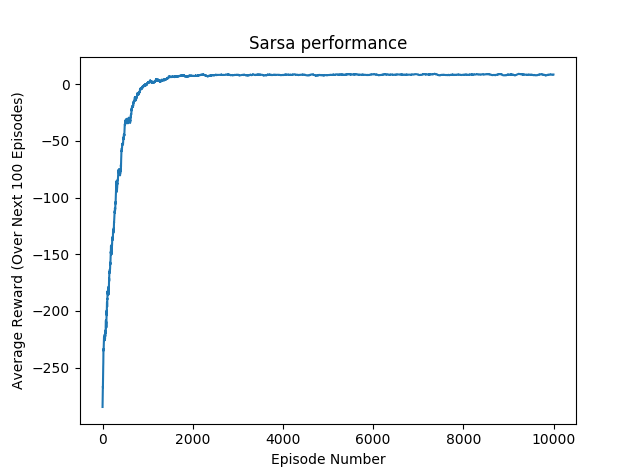 Sarsa performance
Average Reward (Over Next 100 Episodes)
0
−50
−100
−150
−200
−250
0 2000 4000 6000 8000 10000
Episode Number